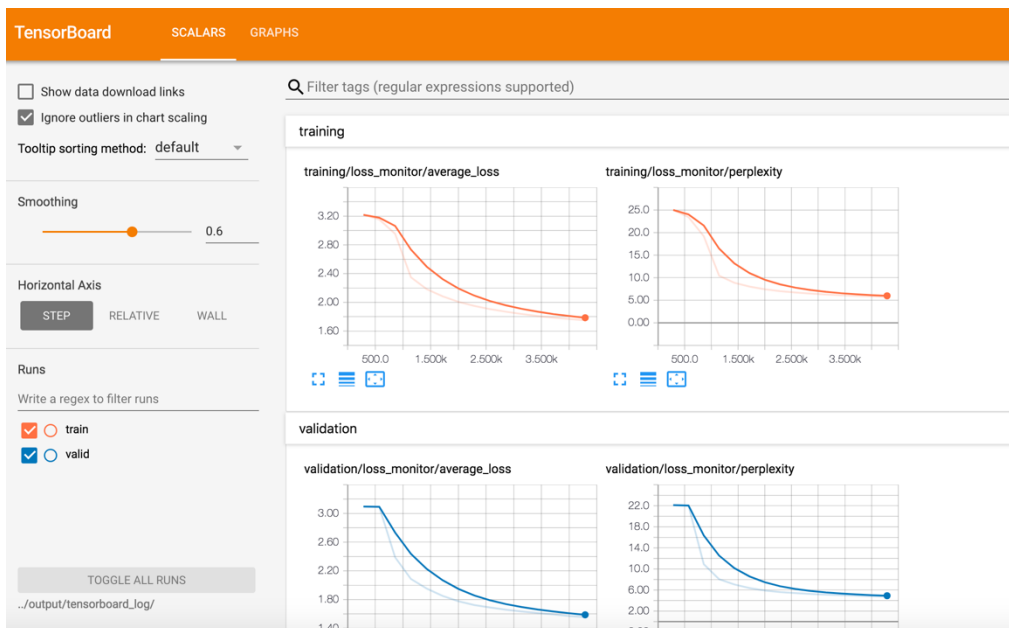 TensorBoard SCALARS GRAPHS
Show data download links
Ignore outliers in chart scaling
Tooltip sorting method: default
Smoothing
0.6
Horizontal Axis
STEP RELATIVE WALL
Runs
Write a regex to filter runs
train
valid
TOGGLE ALL RUNS
../output/tensorboard_log/
Filter tags (regular expressions supported)
training
training/loss_monitor/average_loss
3.20
2.80
2.40
2.00
1.60
500.0 1.500k 2.500k 3.500k
training/loss_monitor/perplexity
25.0
20.0
15.0
10.0
5.00
0.00
500.0 1.500k 2.500k 3.500k
validation
validation/loss_monitor/average_loss
3.00
2.60
2.20
1.80
1.40
validation/loss_monitor/perplexity
22.0
18.0
14.0
10.0
6.00
2.00